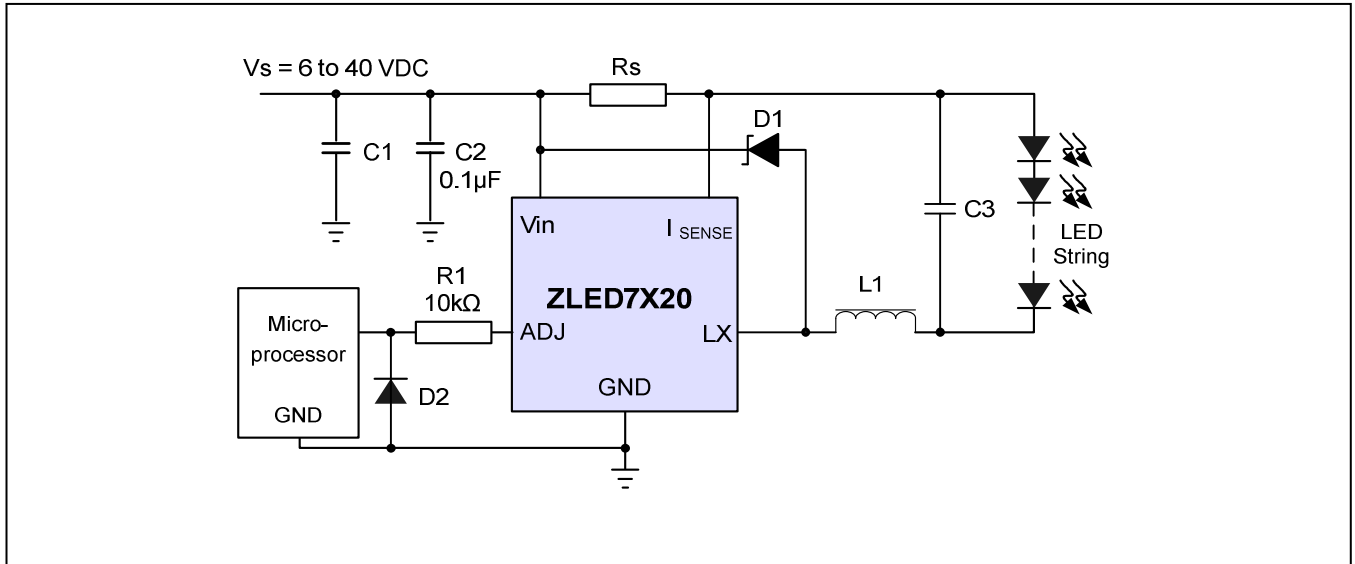 Vs = 6 to 40 VDC
Rs
D1
C1
C2
0.1µF
C3
Vin
I SENSE
LED
String
R1
10kΩ
L1
ZLED7X20
Micro-
processor
ADJ
LX
GND
D2
GND